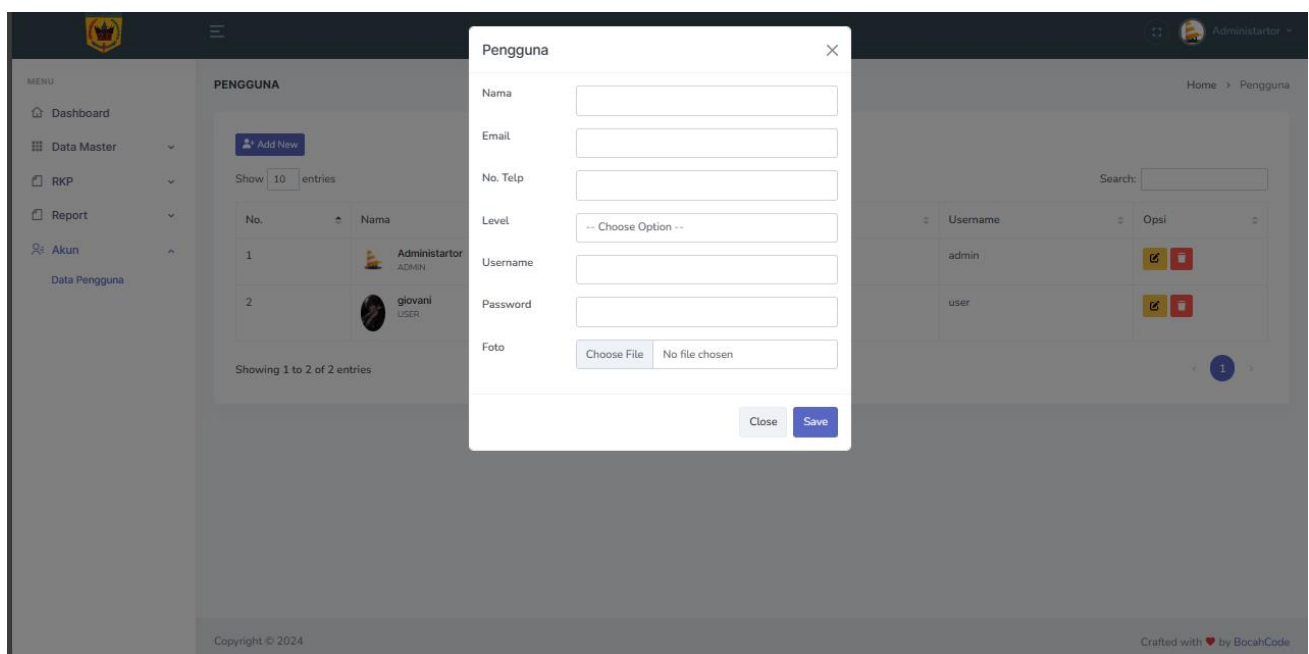 Administartor
MENU
Dashboard
Data Master
RKP
Report
Akun
Data Pengguna
PENGGUNA
Home > Pengguna
Add New
Show 10 entries
Search:
No. Nama Username Opsi
1 Administartor admin
ADMIN
2 giovani user
USER
Showing 1 to 2 of 2 entries
1
Pengguna
Nama
Email
No. Telp
Level -- Choose Option --
Username
Password
Foto Choose File No file chosen
Close Save
Copyright © 2024
Crafted with ❤ by BocahCode